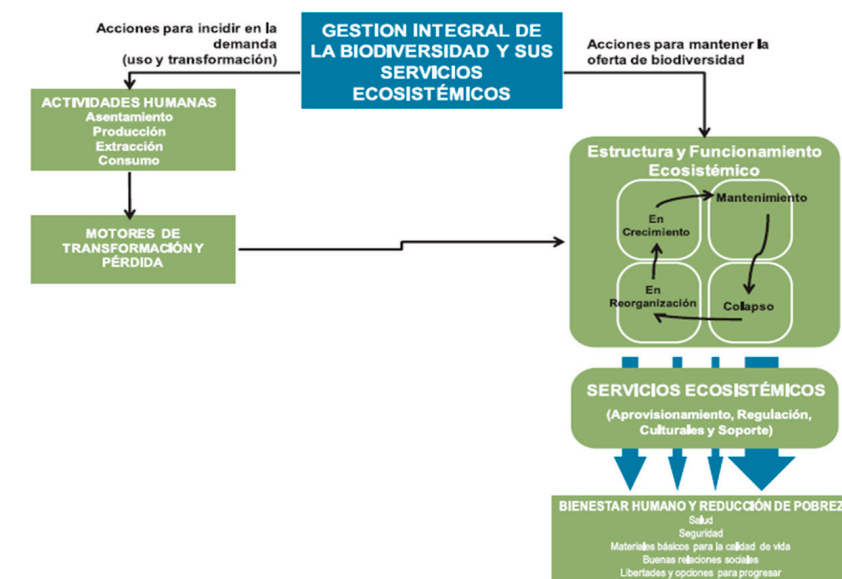 Acciones para incidir en la
demanda
(uso y transformación)
GESTION INTEGRAL DE
LA BIODIVERSIDAD Y SUS
SERVICIOS
ECOSISTÉMICOS
Acciones para mantener la
oferta de biodiversidad
ACTIVIDADES HUMANAS
Asentamiento
Producción
Extracción
Consumo
MOTORES DE
TRANSFORMACIÓN Y
PÉRDIDA
Estructura y Funcionamiento
Ecosistémico
Mantenimiento
En
Crecimiento
En
Reorganización
Colapso
SERVICIOS ECOSISTÉMICOS
(Aprovisionamiento, Regulación,
Culturales y Soporte)
BIENESTAR HUMANO Y REDUCCIÓN DE POBREZ
Salud
Seguridad
Materiales básicos para la calidad de vida
Buenas relaciones sociales
Libertades y opciones para progresar